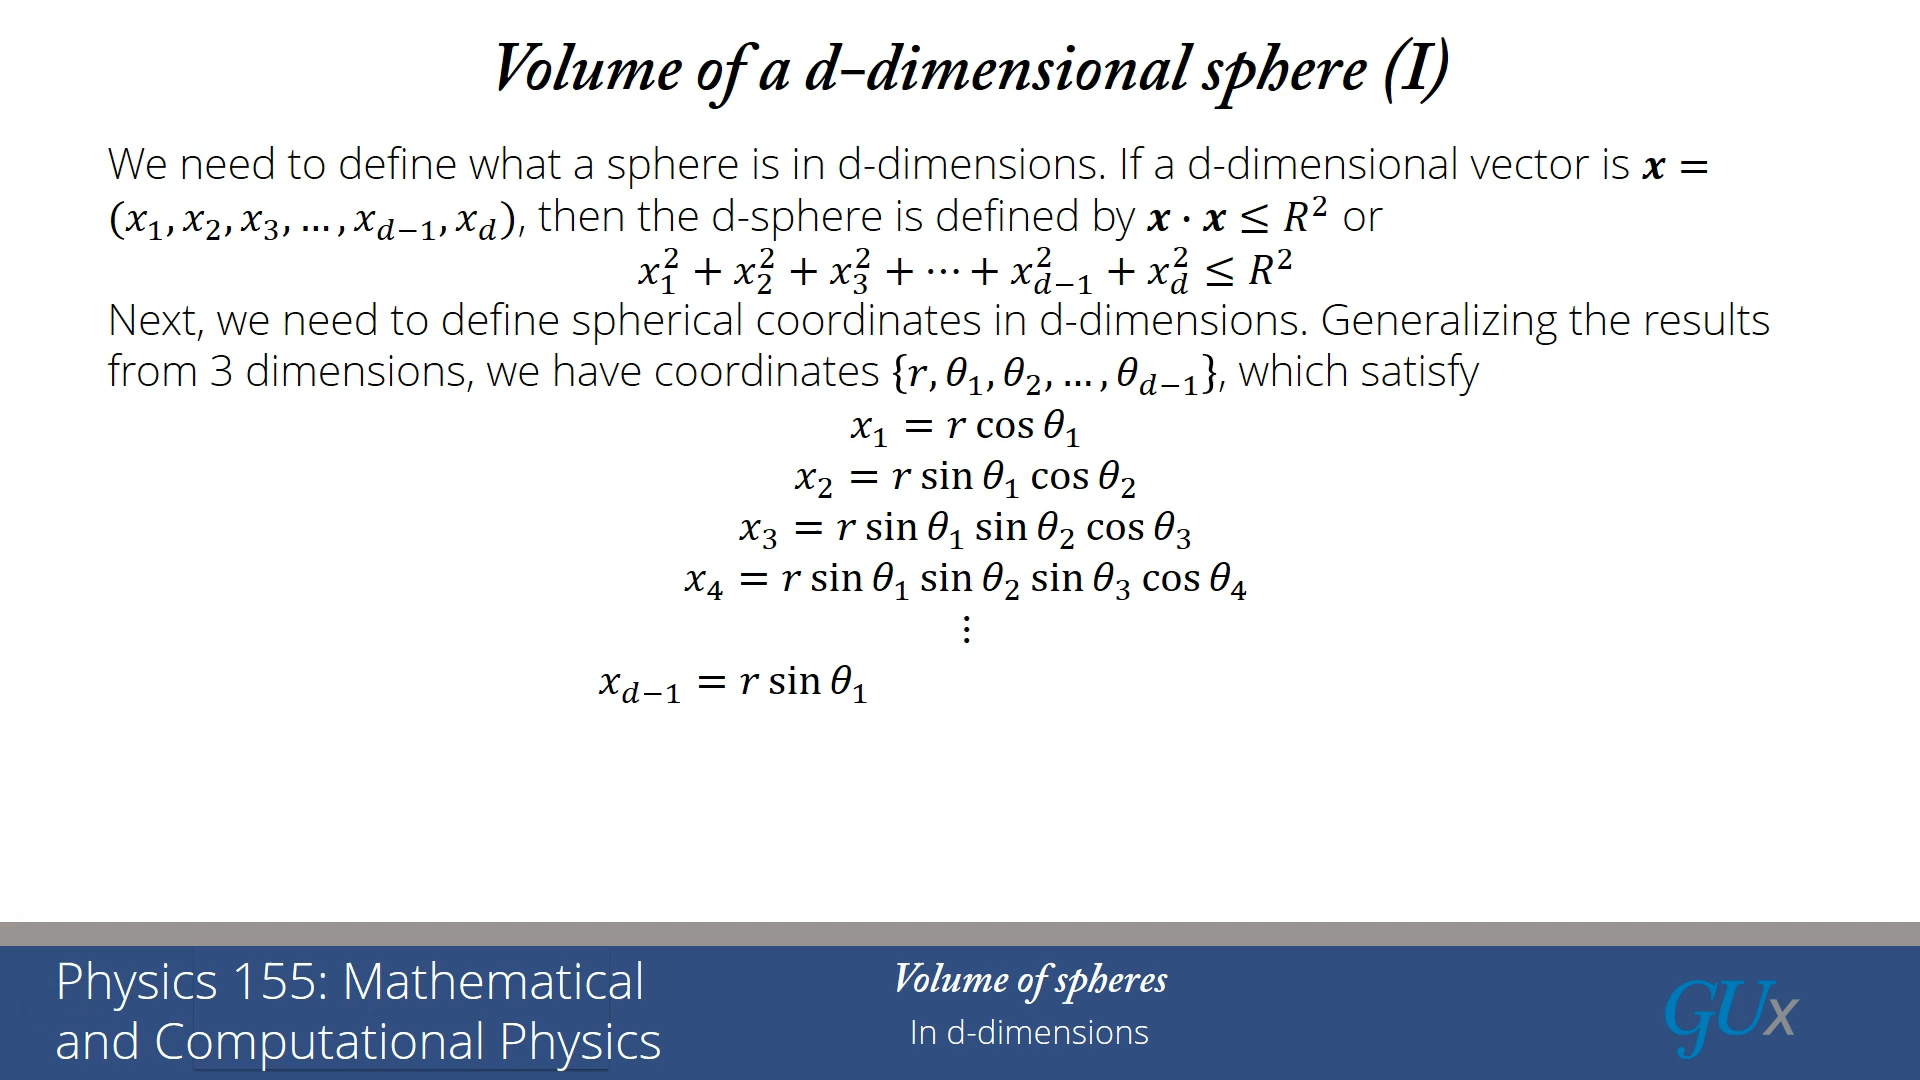 Volume of a d-dimensional sphere (I)
We need to define what a sphere is in d-dimensions. If a d-dimensional vector is 𝒙 =
(x₁, x₂, x₃, … , x_{d−1}, x_d), then the d-sphere is defined by 𝒙 · 𝒙 ≤ R² or
x₁² + x₂² + x₃² + ⋯ + x_{d−1}² + x_d² ≤ R²
Next, we need to define spherical coordinates in d-dimensions. Generalizing the results
from 3 dimensions, we have coordinates {r, θ₁, θ₂, … , θ_{d−1}}, which satisfy
x₁ = r cos θ₁
x₂ = r sin θ₁ cos θ₂
x₃ = r sin θ₁ sin θ₂ cos θ₃
x₄ = r sin θ₁ sin θ₂ sin θ₃ cos θ₄
⋮
x_{d−1} = r sin θ₁
Physics 155: Mathematical
and Computational Physics
Volume of spheres
In d-dimensions
GUx